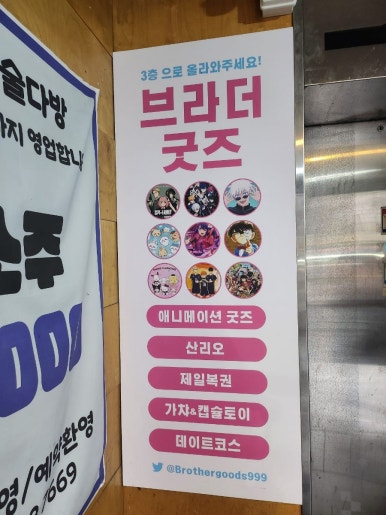 3층 으로 올라와주세요!
브라더
굿즈
애니메이션 굿즈
산리오
제일복권
가챠&캡슐토이
데이트코스
@Brothergoods999
술다방
까지 영업합니
소주
000
영/예약환영
7669